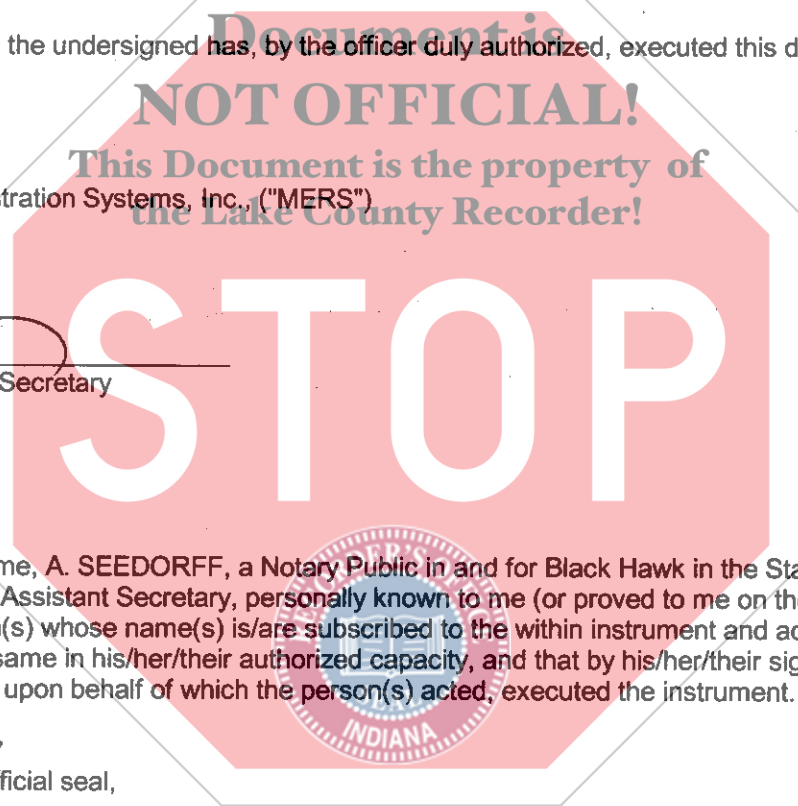 Document is
the undersigned has, by the officer duly authorized, executed this d
NOT OFFICIAL!
This Document is the property of
stration Systems, Inc., ("MERS")
the Lake County Recorder!
STOP
Secretary
me, A. SEEDORFF, a Notary Public in and for Black Hawk in the Sta
Assistant Secretary, personally known to me (or proved to me on the
(s) whose name(s) is/are subscribed to the within instrument and ac
same in his/her/their authorized capacity, and that by his/her/their sig
upon behalf of which the person(s) acted, executed the instrument.
ficial seal,
SEAL
INDIANA